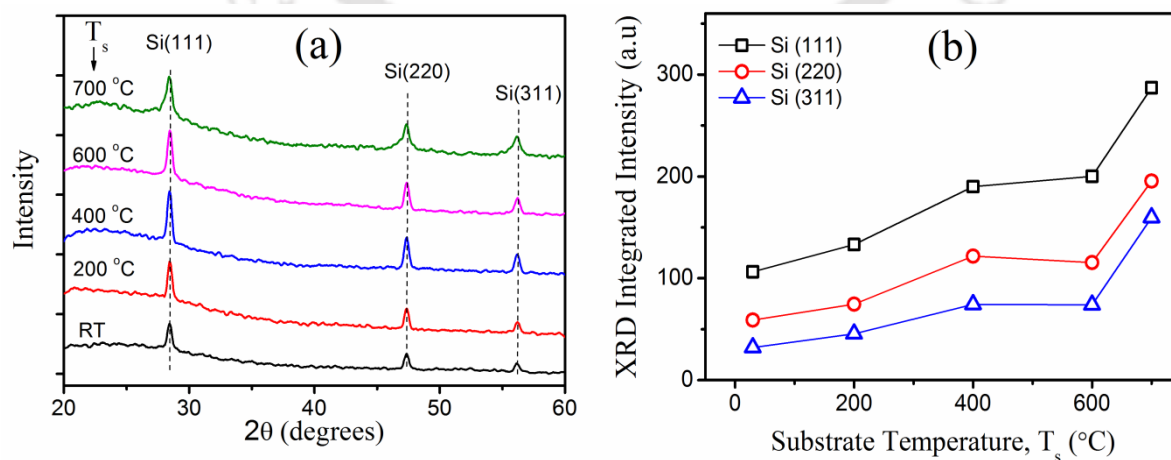 (a)
Tₛ
Si(111)
Si(220)
Si(311)
700 °C
600 °C
400 °C
200 °C
RT
Intensity
20 30 40 50 60
2θ (degrees)
(b)
Si (111)
Si (220)
Si (311)
XRD Integrated Intensity (a.u)
300
200
100
0
0 200 400 600
Substrate Temperature, Tₛ (°C)